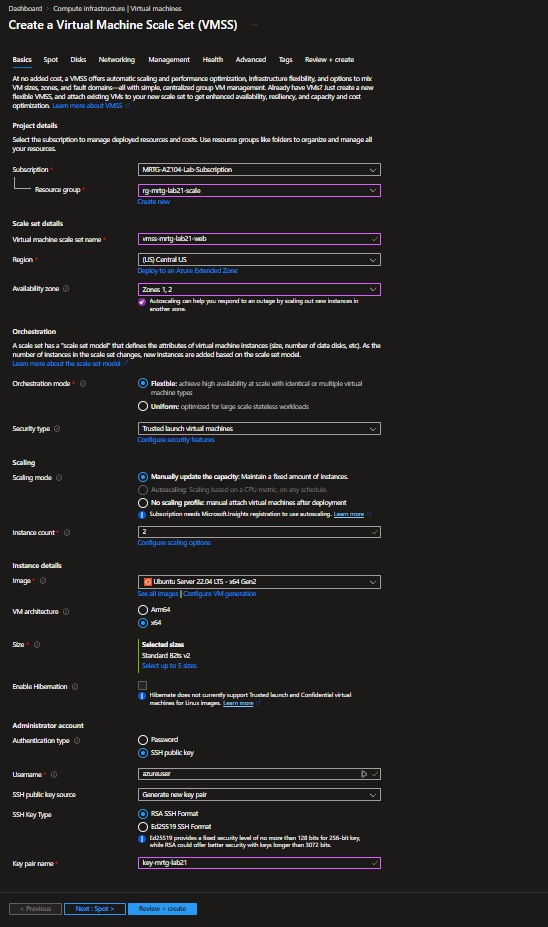 Dashboard > Compute infrastructure | Virtual machines >
Create a Virtual Machine Scale Set (VMSS) ...
Basics Spot Disks Networking Management Health Advanced Tags Review + create
At no added cost, a VMSS offers automatic scaling and performance optimization, infrastructure flexibility, and options to mix
VM sizes, zones, and fault domains—all with simple, centralized group VM management. Already have VMs? Just create a new
flexible VMSS, and attach existing VMs to your new scale set to get enhanced availability, resiliency, and capacity and cost
optimization. Learn more about VMSS
Project details
Select the subscription to manage deployed resources and costs. Use resource groups like folders to organize and manage all
your resources.
Subscription * MRTG-AZ104-Lab-Subscription
Resource group * rg-mrtg-lab21-scale
Create new
Scale set details
Virtual machine scale set name * vmss-mrtg-lab21-web
Region * (US) Central US
Deploy to an Azure Extended Zone
Availability zone Zones 1, 2
Autoscaling can help you respond to an outage by scaling out new instances in
another zone.
Orchestration
A scale set has a "scale set model" that defines the attributes of virtual machine instances (size, number of data disks, etc). As the
number of instances in the scale set changes, new instances are added based on the scale set model.
Learn more about the scale set model
Orchestration mode * Flexible: achieve high availability at scale with identical or multiple virtual
machine types
Uniform: optimized for large scale stateless workloads
Security type Trusted launch virtual machines
Configure security features
Scaling
Scaling mode Manually update the capacity: Maintain a fixed amount of instances.
Autoscaling: Scaling based on a CPU metric, on any schedule.
No scaling profile: manual attach virtual machines after deployment
Subscription needs Microsoft.Insights registration to use autoscaling. Learn more
Instance count * 2
Configure scaling options
Instance details
Image * Ubuntu Server 22.04 LTS - x64 Gen2
See all images | Configure VM generation
VM architecture Arm64
x64
Size * Selected sizes
Standard B2ts v2
Select up to 5 sizes
Enable Hibernation
Hibernate does not currently support Trusted launch and Confidential virtual
machines for Linux images. Learn more
Administrator account
Authentication type Password
SSH public key
Username * azureuser
SSH public key source Generate new key pair
SSH Key Type RSA SSH Format
Ed25519 SSH Format
Ed25519 provides a fixed security level of no more than 128 bits for 256-bit key,
while RSA could offer better security with keys longer than 3072 bits.
Key pair name * key-mrtg-lab21
< Previous Next : Spot > Review + create